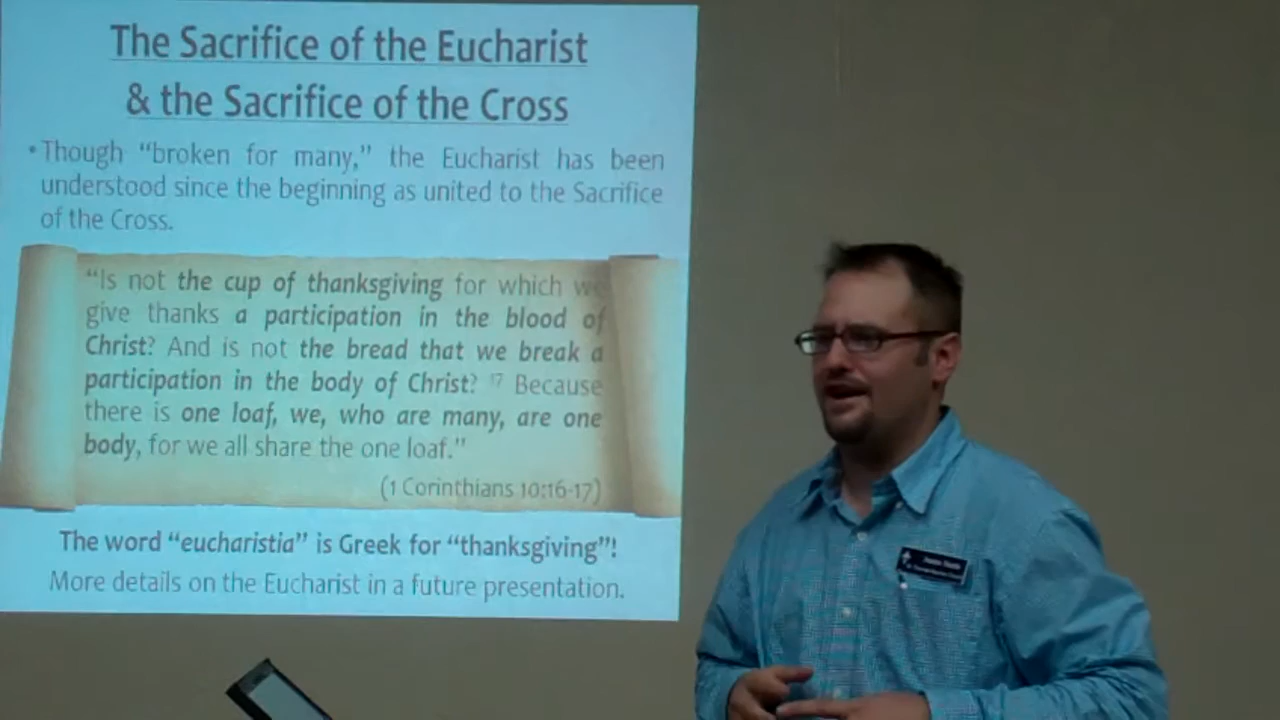 The Sacrifice of the Eucharist
& the Sacrifice of the Cross
• Though “broken for many,” the Eucharist has been
understood since the beginning as united to the Sacrifice
of the Cross.
“Is not the cup of thanksgiving for which we
give thanks a participation in the blood of
Christ? And is not the bread that we break a
participation in the body of Christ? 17 Because
there is one loaf, we, who are many, are one
body, for we all share the one loaf.”
(1 Corinthians 10:16-17)
The word “eucharistia” is Greek for “thanksgiving”!
More details on the Eucharist in a future presentation.